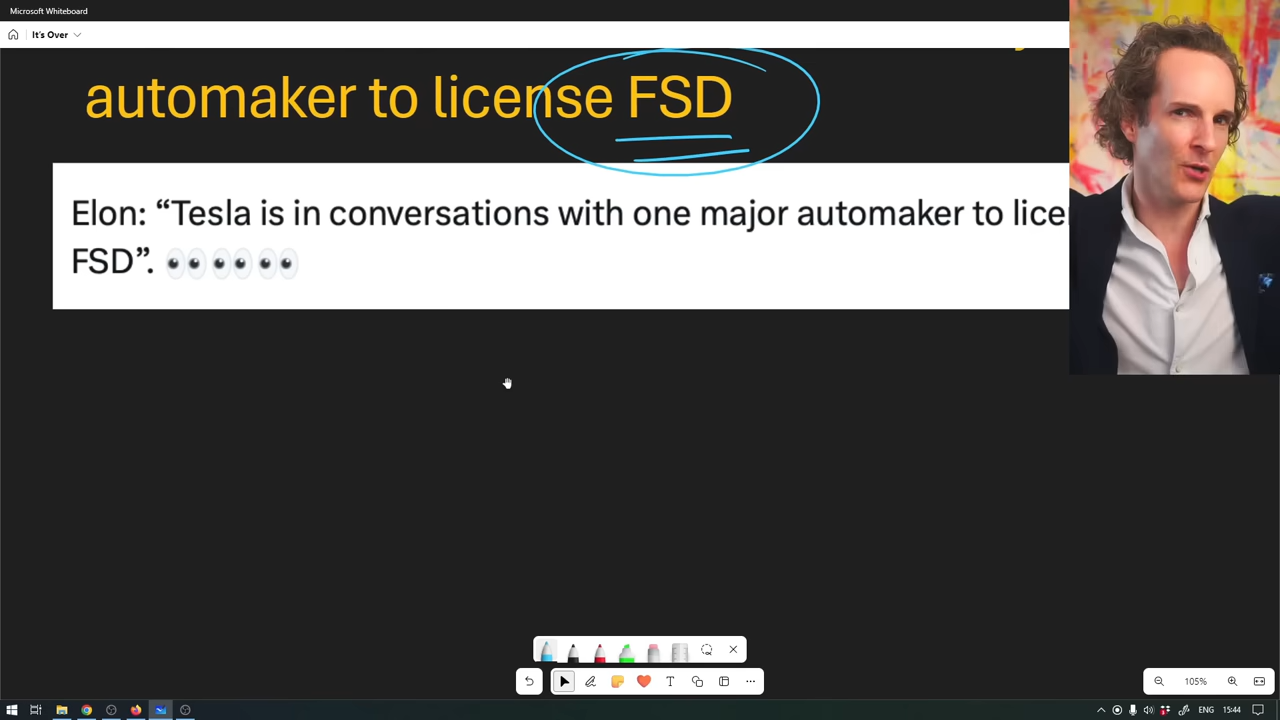 Microsoft Whiteboard
It's Over
automaker to license FSD
Elon: “Tesla is in conversations with one major automaker to
FSD”. 👀👀👀
T
105%
ENG 15:44